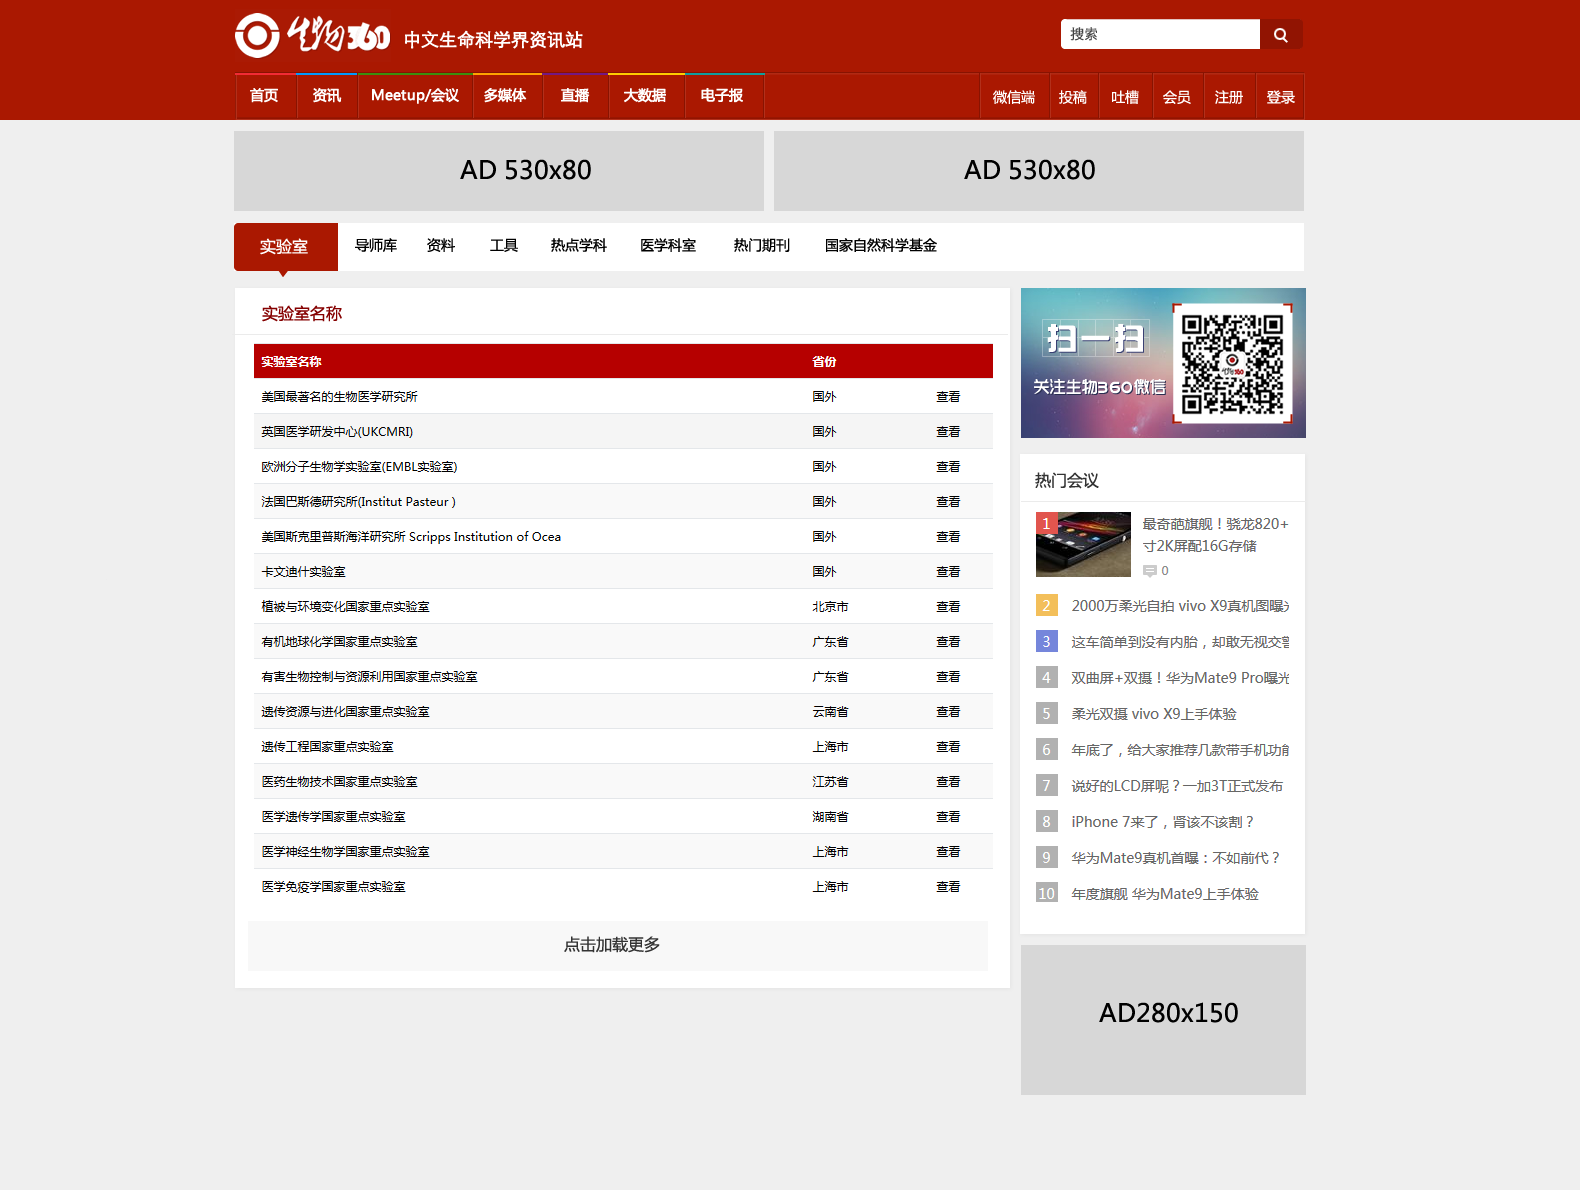 生物360 中文生命科学界资讯站
搜索
首页 资讯 Meetup/会议 多媒体 直播 大数据 电子报 微信端 投稿 吐槽 会员 注册 登录
AD 530x80 AD 530x80
实验室 导师库 资料 工具 热点学科 医学科室 热门期刊 国家自然科学基金
实验室名称
实验室名称 省份
美国最著名的生物医学研究所 国外 查看
英国医学研发中心(UKCMRI) 国外 查看
欧洲分子生物学实验室(EMBL实验室) 国外 查看
法国巴斯德研究所(Institut Pasteur ) 国外 查看
美国斯克里普斯海洋研究所 Scripps Institution of Ocea 国外 查看
卡文迪什实验室 国外 查看
植被与环境变化国家重点实验室 北京市 查看
有机地球化学国家重点实验室 广东省 查看
有害生物控制与资源利用国家重点实验室 广东省 查看
遗传资源与进化国家重点实验室 云南省 查看
遗传工程国家重点实验室 上海市 查看
医药生物技术国家重点实验室 江苏省 查看
医学遗传学国家重点实验室 湖南省 查看
医学神经生物学国家重点实验室 上海市 查看
医学免疫学国家重点实验室 上海市 查看
点击加载更多
扫一扫
关注生物360微信
生物360
热门会议
1 最奇葩旗舰！骁龙820+
寸2K屏配16G存储
0
2 2000万柔光自拍 vivo X9真机图曝
3 这车简单到没有内胎，却敢无视交
4 双曲屏+双摄！华为Mate9 Pro曝光
5 柔光双摄 vivo X9上手体验
6 年底了，给大家推荐几款带手机功能
7 说好的LCD屏呢？一加3T正式发布
8 iPhone 7来了，肾该不该割？
9 华为Mate9真机首曝：不如前代？
10 年度旗舰 华为Mate9上手体验
AD280x150